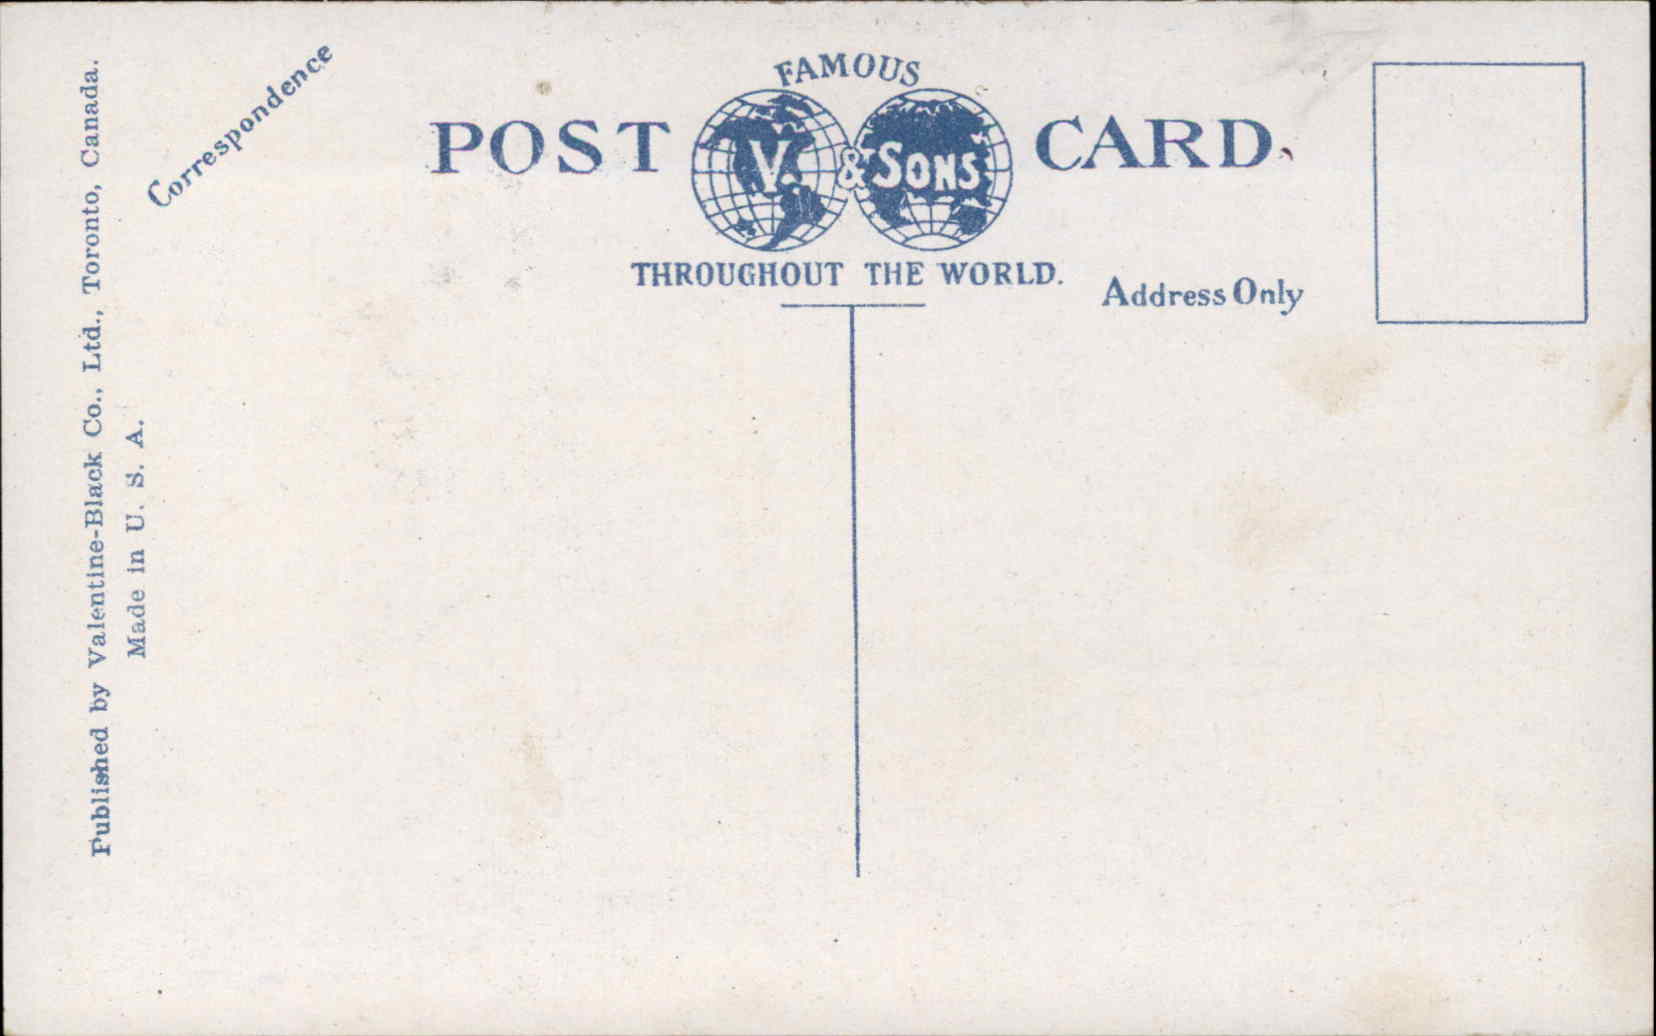 Published by Valentine-Black Co., Ltd., Toronto, Canada.
Made in U. S. A.
Correspondence
FAMOUS
POST V. & SONS CARD.
THROUGHOUT THE WORLD.
Address Only